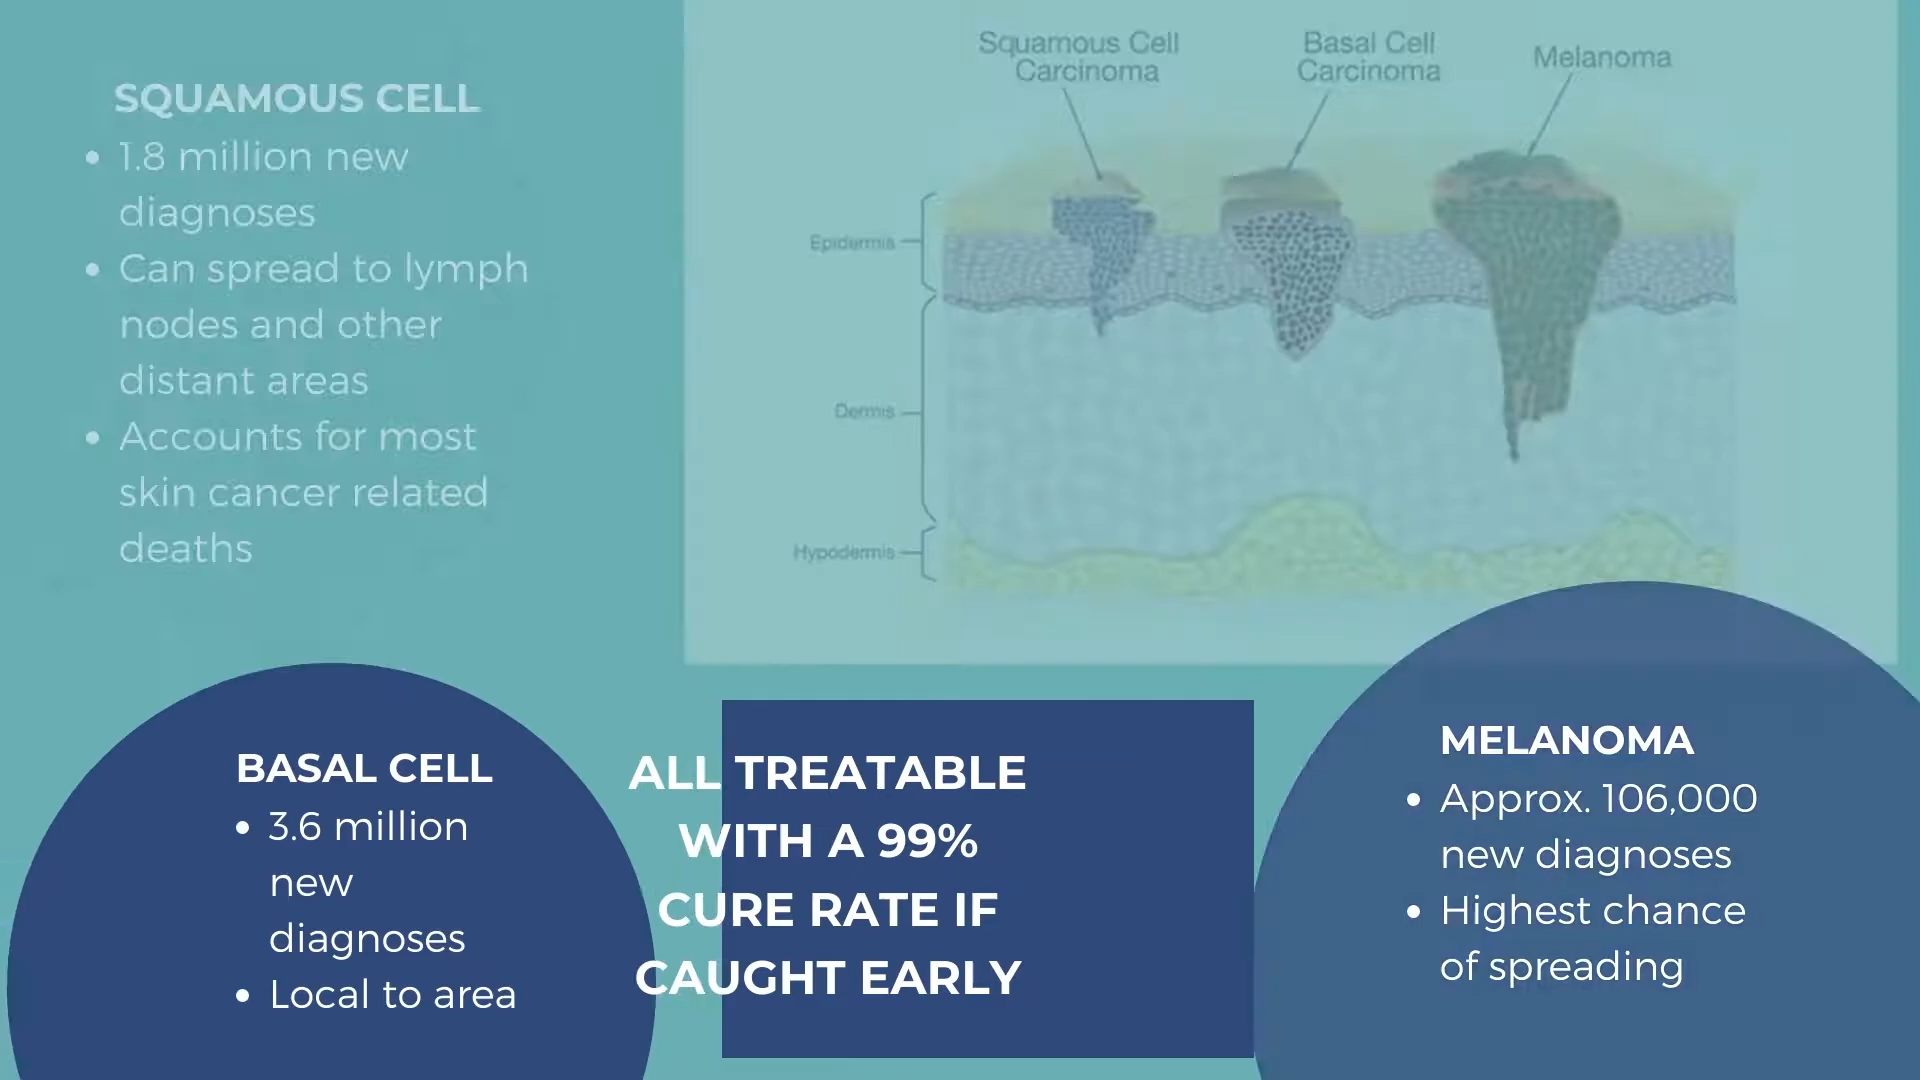 SQUAMOUS CELL
1.8 million new
diagnoses
Can spread to lymph
nodes and other
distant areas
Accounts for most
skin cancer related
deaths
Squamous Cell
Carcinoma
Basal Cell
Carcinoma
Melanoma
Epidermis
Dermis
Hypodermis
BASAL CELL
3.6 million
new
diagnoses
Local to area
ALL TREATABLE
WITH A 99%
CURE RATE IF
CAUGHT EARLY
MELANOMA
Approx. 106,000
new diagnoses
Highest chance
of spreading